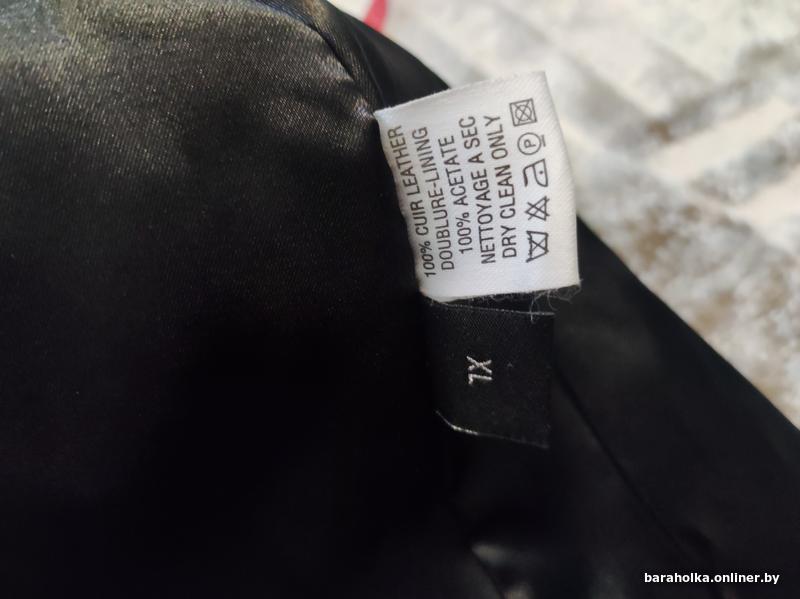 100% CUIR LEATHER
DOUBLURE-LINING
100% ACETATE
NETTOYAGE A SEC
DRY CLEAN ONLY
P
1X
baraholka.onliner.by